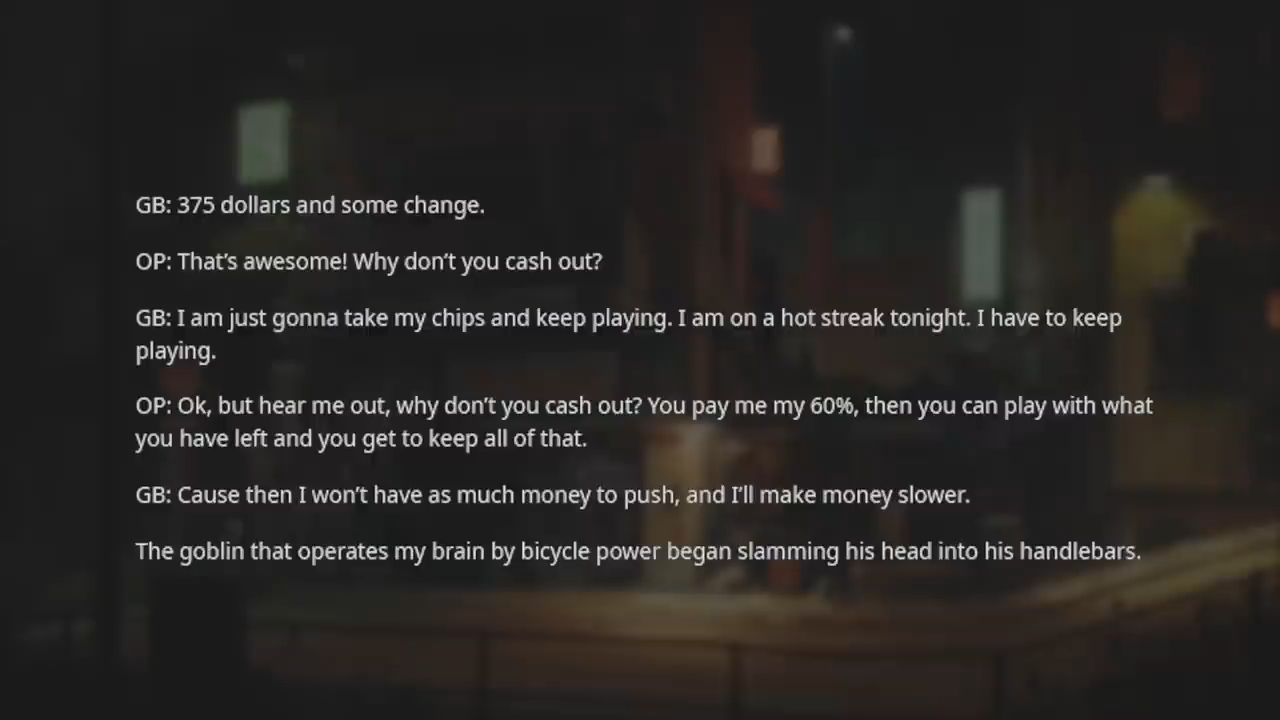 GB: 375 dollars and some change.
OP: That's awesome! Why don't you cash out?
GB: I am just gonna take my chips and keep playing. I am on a hot streak tonight. I have to keep
playing.
OP: Ok, but hear me out, why don't you cash out? You pay me my 60%, then you can play with what
you have left and you get to keep all of that.
GB: Cause then I won't have as much money to push, and I'll make money slower.
The goblin that operates my brain by bicycle power began slamming his head into his handlebars.